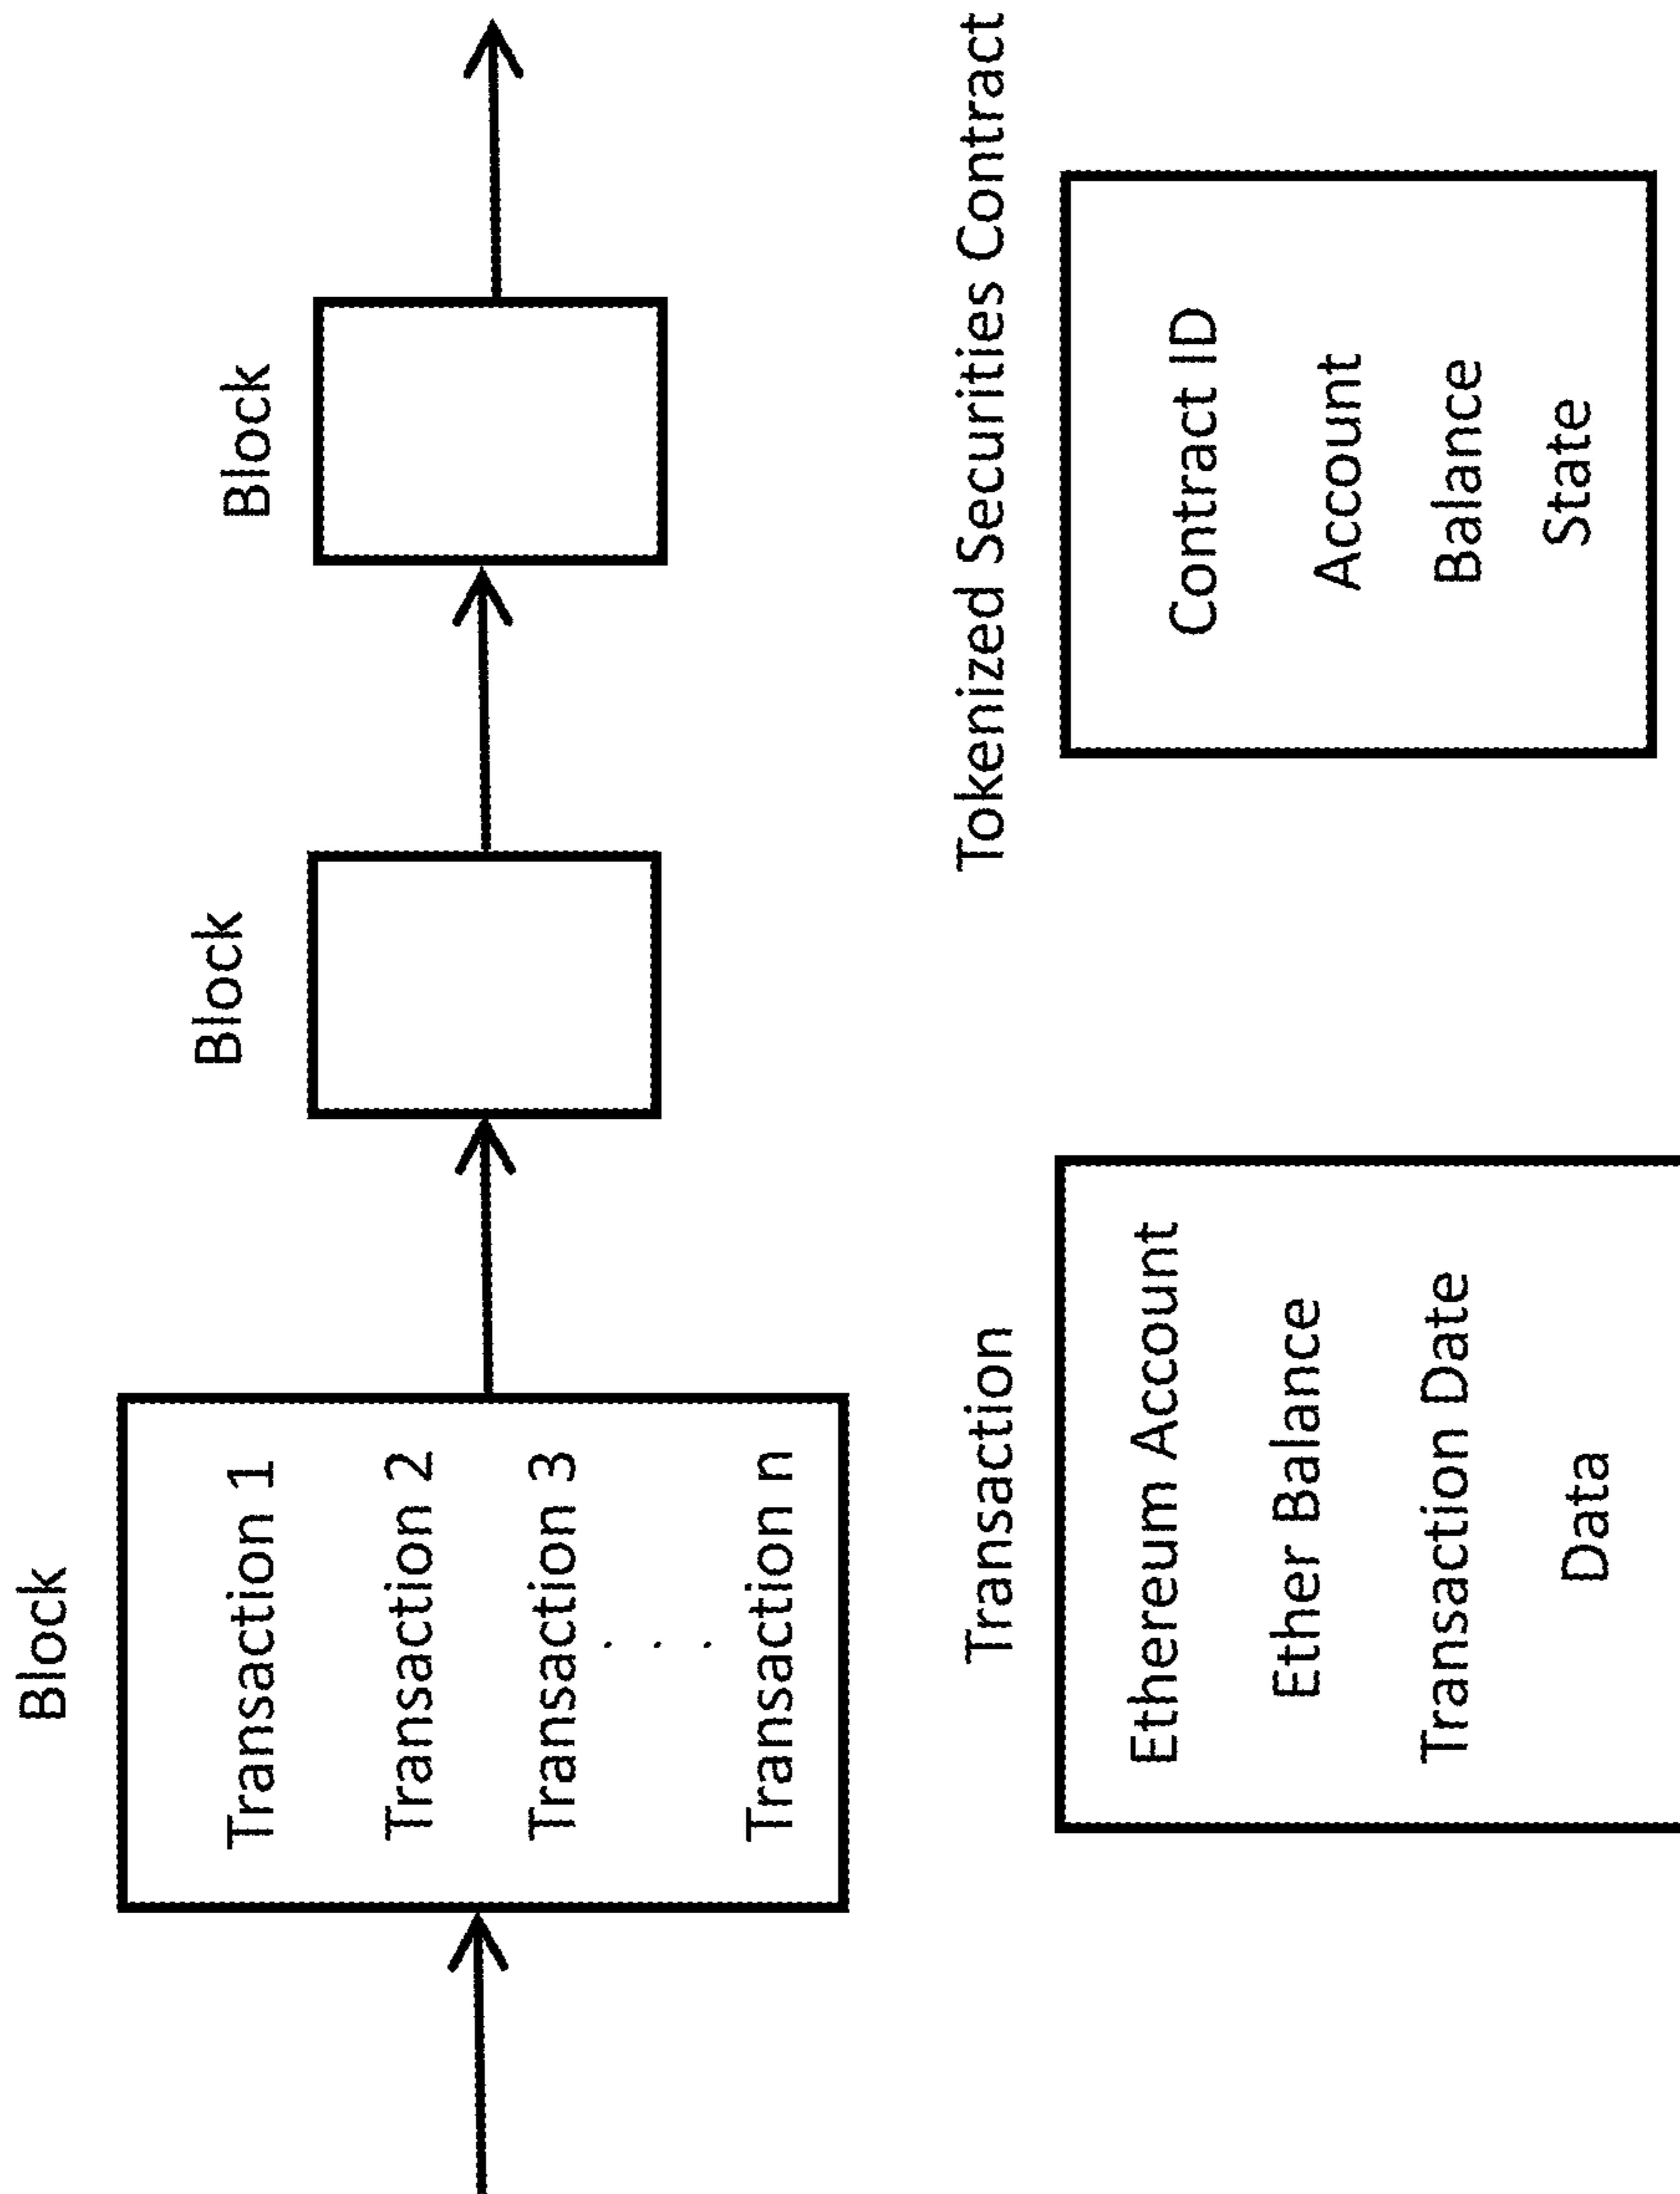 Block
Transaction 1
Transaction 2
Transaction 3
. . .
Transaction n
Block
Block
Transaction
Ethereum Account
Ether Balance
Transaction Date
Data
Tokenized Securities Contract
Contract ID
Account
Balance
State